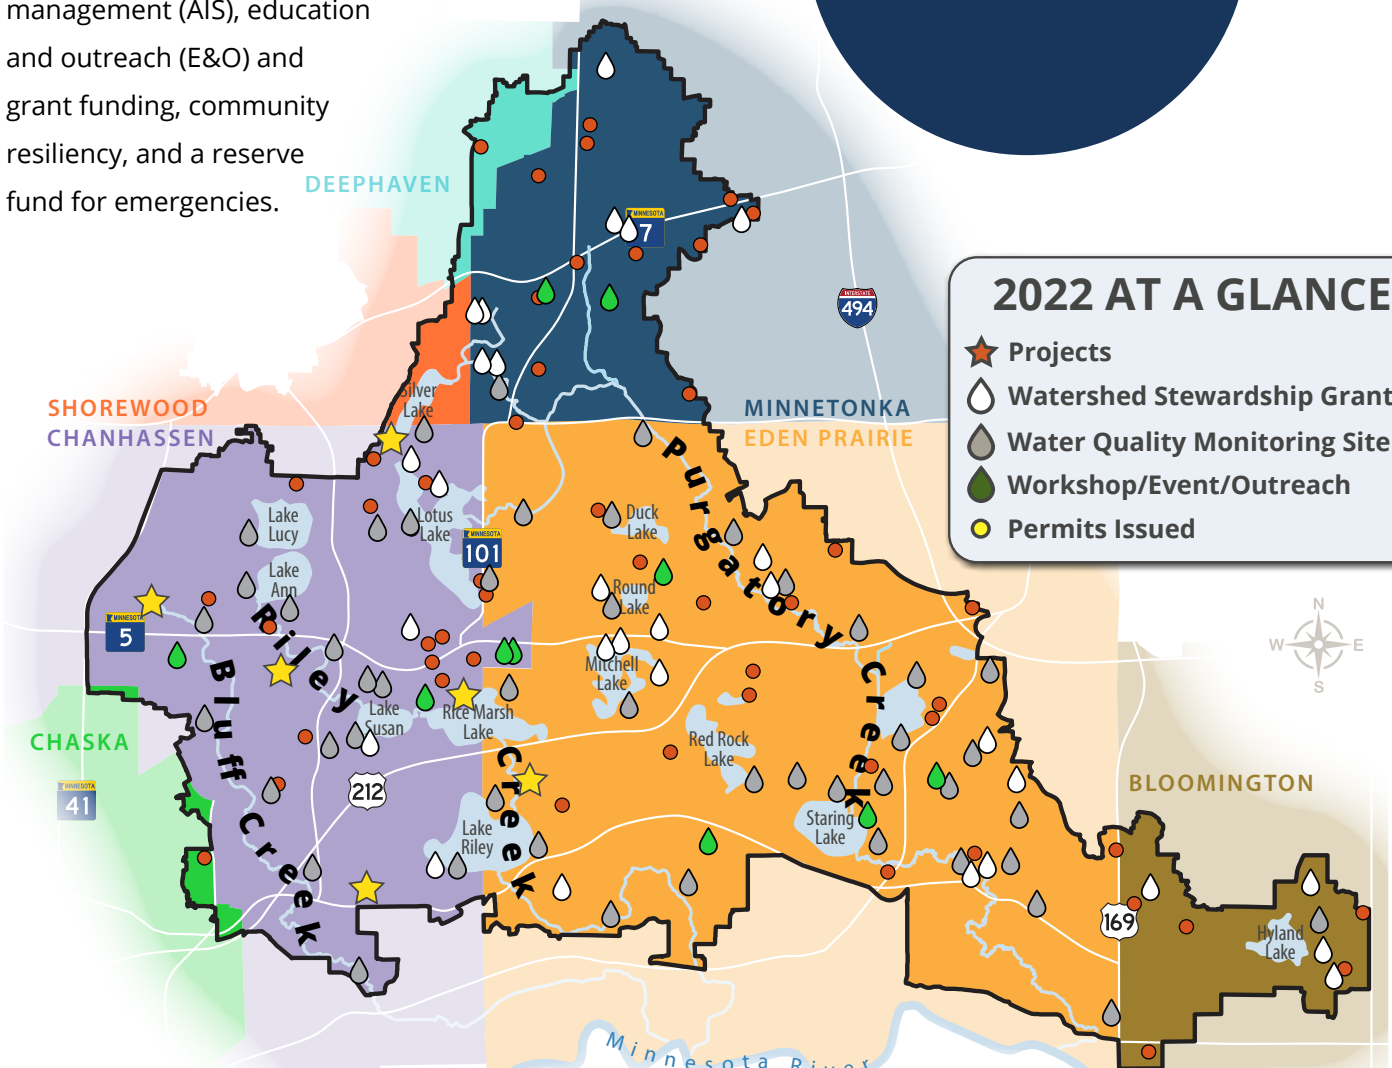 management (AIS), education
and outreach (E&O) and
grant funding, community
resiliency, and a reserve
fund for emergencies.
DEEPHAVEN
MINNESOTA
7
INTERSTATE
494
2022 AT A GLANCE
Projects
Watershed Stewardship Grant
Water Quality Monitoring Site
Workshop/Event/Outreach
Permits Issued
SHOREWOOD
CHANHASSEN
MINNETONKA
EDEN PRAIRIE
Silver
Lake
Purgatory Creek
Lake
Lucy
Lotus
Lake
Duck
Lake
MINNESOTA
101
Lake
Ann
Round
Lake
MINNESOTA
5
Riley Creek
Bluff Creek
Mitchell
Lake
N
W E
S
Lake
Susan
Rice Marsh
Lake
Red Rock
Lake
CHASKA
MINNESOTA
41
212
BLOOMINGTON
Lake
Riley
Staring
Lake
169
Hyland
Lake
Minnesota River